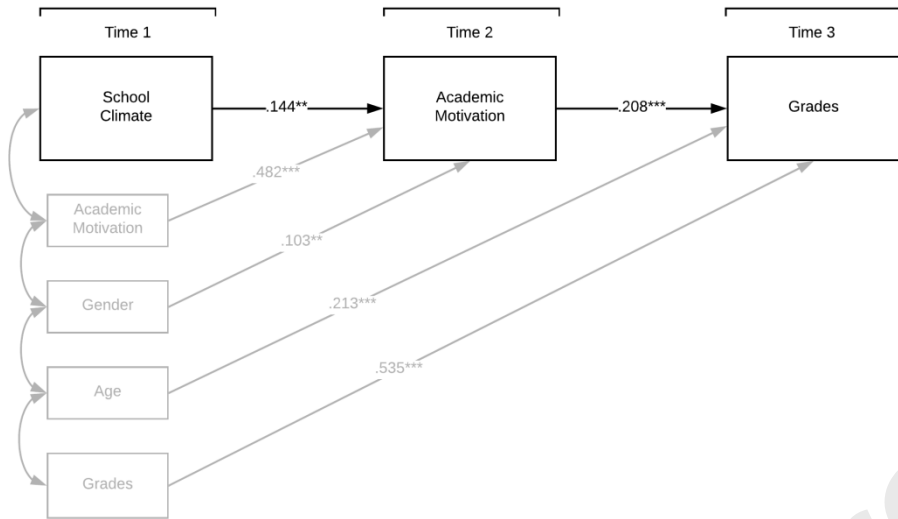 Time 1
Time 2
Time 3
School
Climate
.144**
Academic
Motivation
.208***
Grades
.482***
Academic
Motivation
.103**
Gender
.213***
.535***
Age
Grades